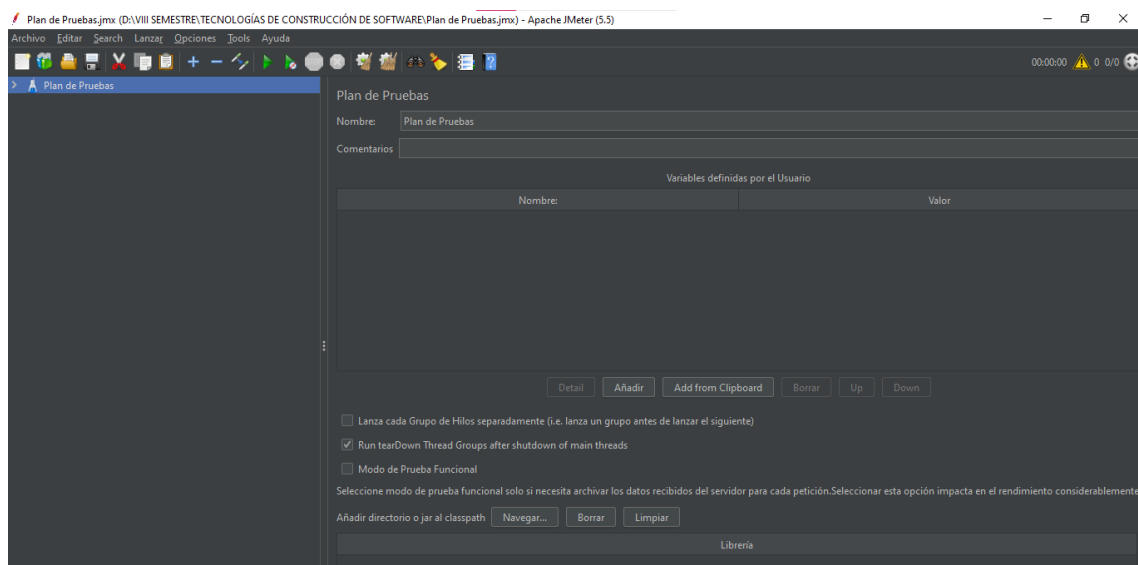 Plan de Pruebas.jmx (D:\VIII SEMESTRE\TECNOLOGÍAS DE CONSTRUCCIÓN DE SOFTWARE\Plan de Pruebas.jmx) - Apache JMeter (5.5)
Archivo Editar Search Lanzar Opciones Tools Ayuda
00:00:00 0 0/0
Plan de Pruebas
Plan de Pruebas
Nombre: Plan de Pruebas
Comentarios
Variables definidas por el Usuario
Nombre: Valor
Detail Añadir Add from Clipboard Borrar Up Down
Lanza cada Grupo de Hilos separadamente (i.e. lanza un grupo antes de lanzar el siguiente)
Run tearDown Thread Groups after shutdown of main threads
Modo de Prueba Funcional
Seleccione modo de prueba funcional solo si necesita archivar los datos recibidos del servidor para cada petición.Seleccionar esta opción impacta en el rendimiento considerablemente
Añadir directorio o jar al classpath Navegar... Borrar Limpiar
Librería